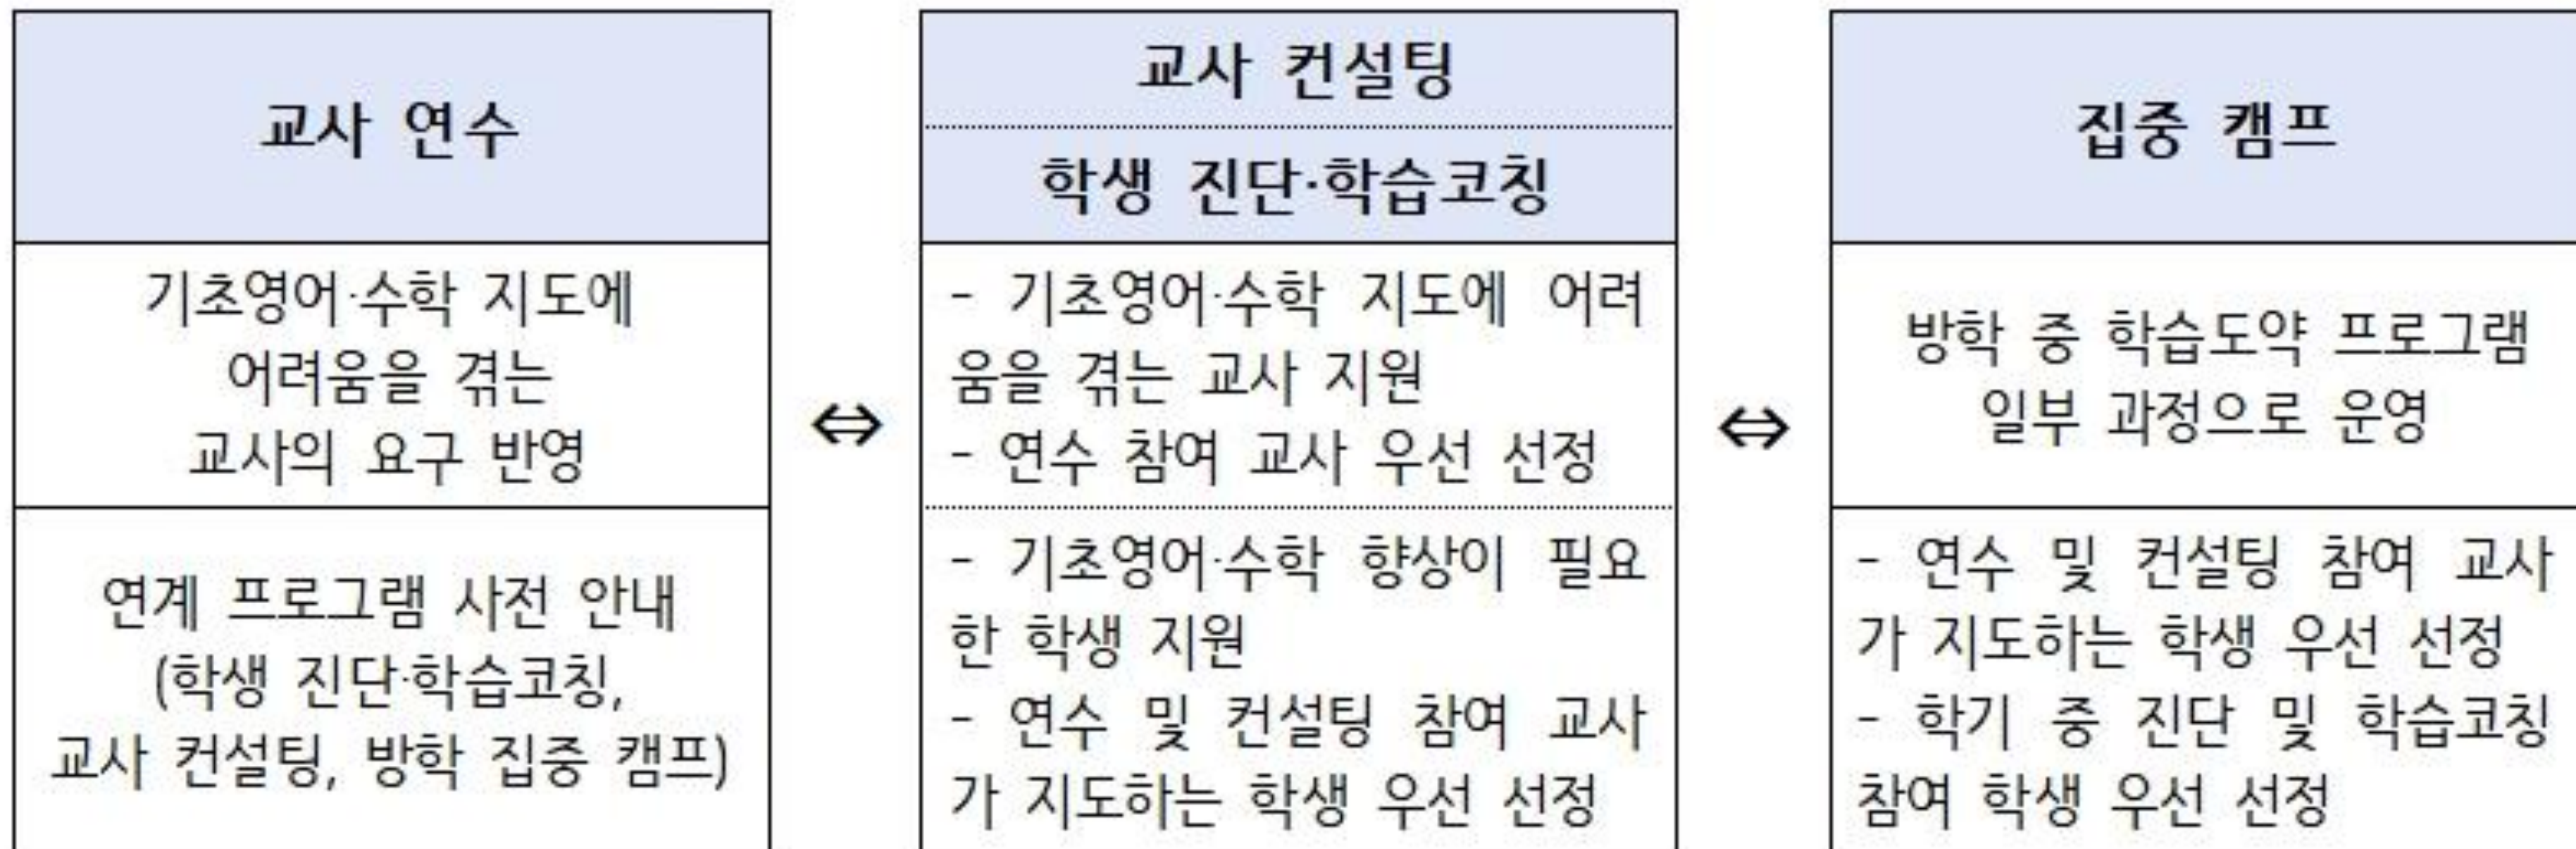 교사 연수
기초영어·수학 지도에
어려움을 겪는
교사의 요구 반영
연계 프로그램 사전 안내
(학생 진단·학습코칭,
교사 컨설팅, 방학 집중 캠프)
⇔
교사 컨설팅
학생 진단·학습코칭
- 기초영어·수학 지도에 어려
움을 겪는 교사 지원
- 연수 참여 교사 우선 선정
- 기초영어·수학 향상이 필요
한 학생 지원
- 연수 및 컨설팅 참여 교사
가 지도하는 학생 우선 선정
⇔
집중 캠프
방학 중 학습도약 프로그램
일부 과정으로 운영
- 연수 및 컨설팅 참여 교사
가 지도하는 학생 우선 선정
- 학기 중 진단 및 학습코칭
참여 학생 우선 선정